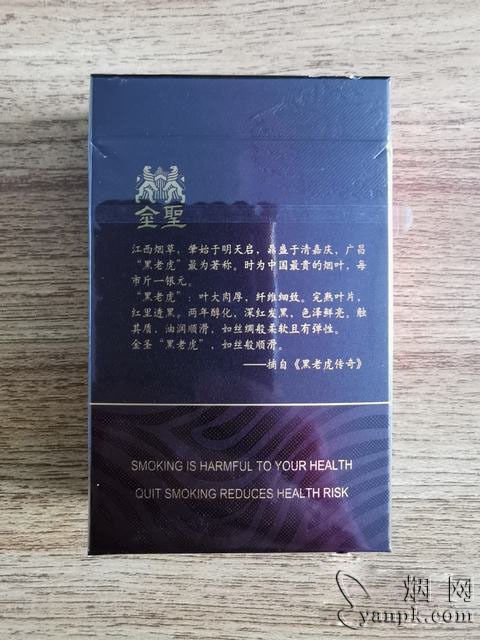 金聖
江西烟草，肇始于明天启，鼎盛于清嘉庆，广昌
“黑老虎”最为著称。时为中国最贵的烟叶，每
市斤一银元。
“黑老虎”：叶大肉厚，纤维细致。完熟叶片，
红里透黑。两年醇化，深红发黑，色泽鲜亮。触
其质，油润顺滑，如丝绸般柔软且有弹性。
金圣“黑老虎”，如丝般顺滑。
——摘自《黑老虎传奇》
SMOKING IS HARMFUL TO YOUR HEALTH
QUIT SMOKING REDUCES HEALTH RISK
烟网
yanpk.com